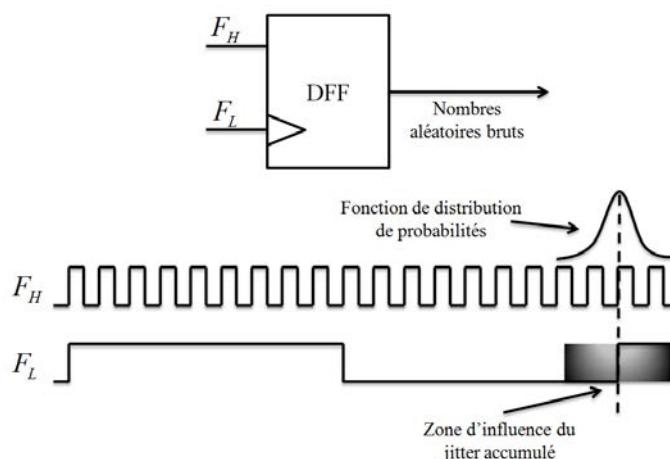 F_H
DFF
F_L
Nombres
aléatoires bruts
Fonction de distribution
de probabilités
F_H
F_L
Zone d'influence du
jitter accumulé